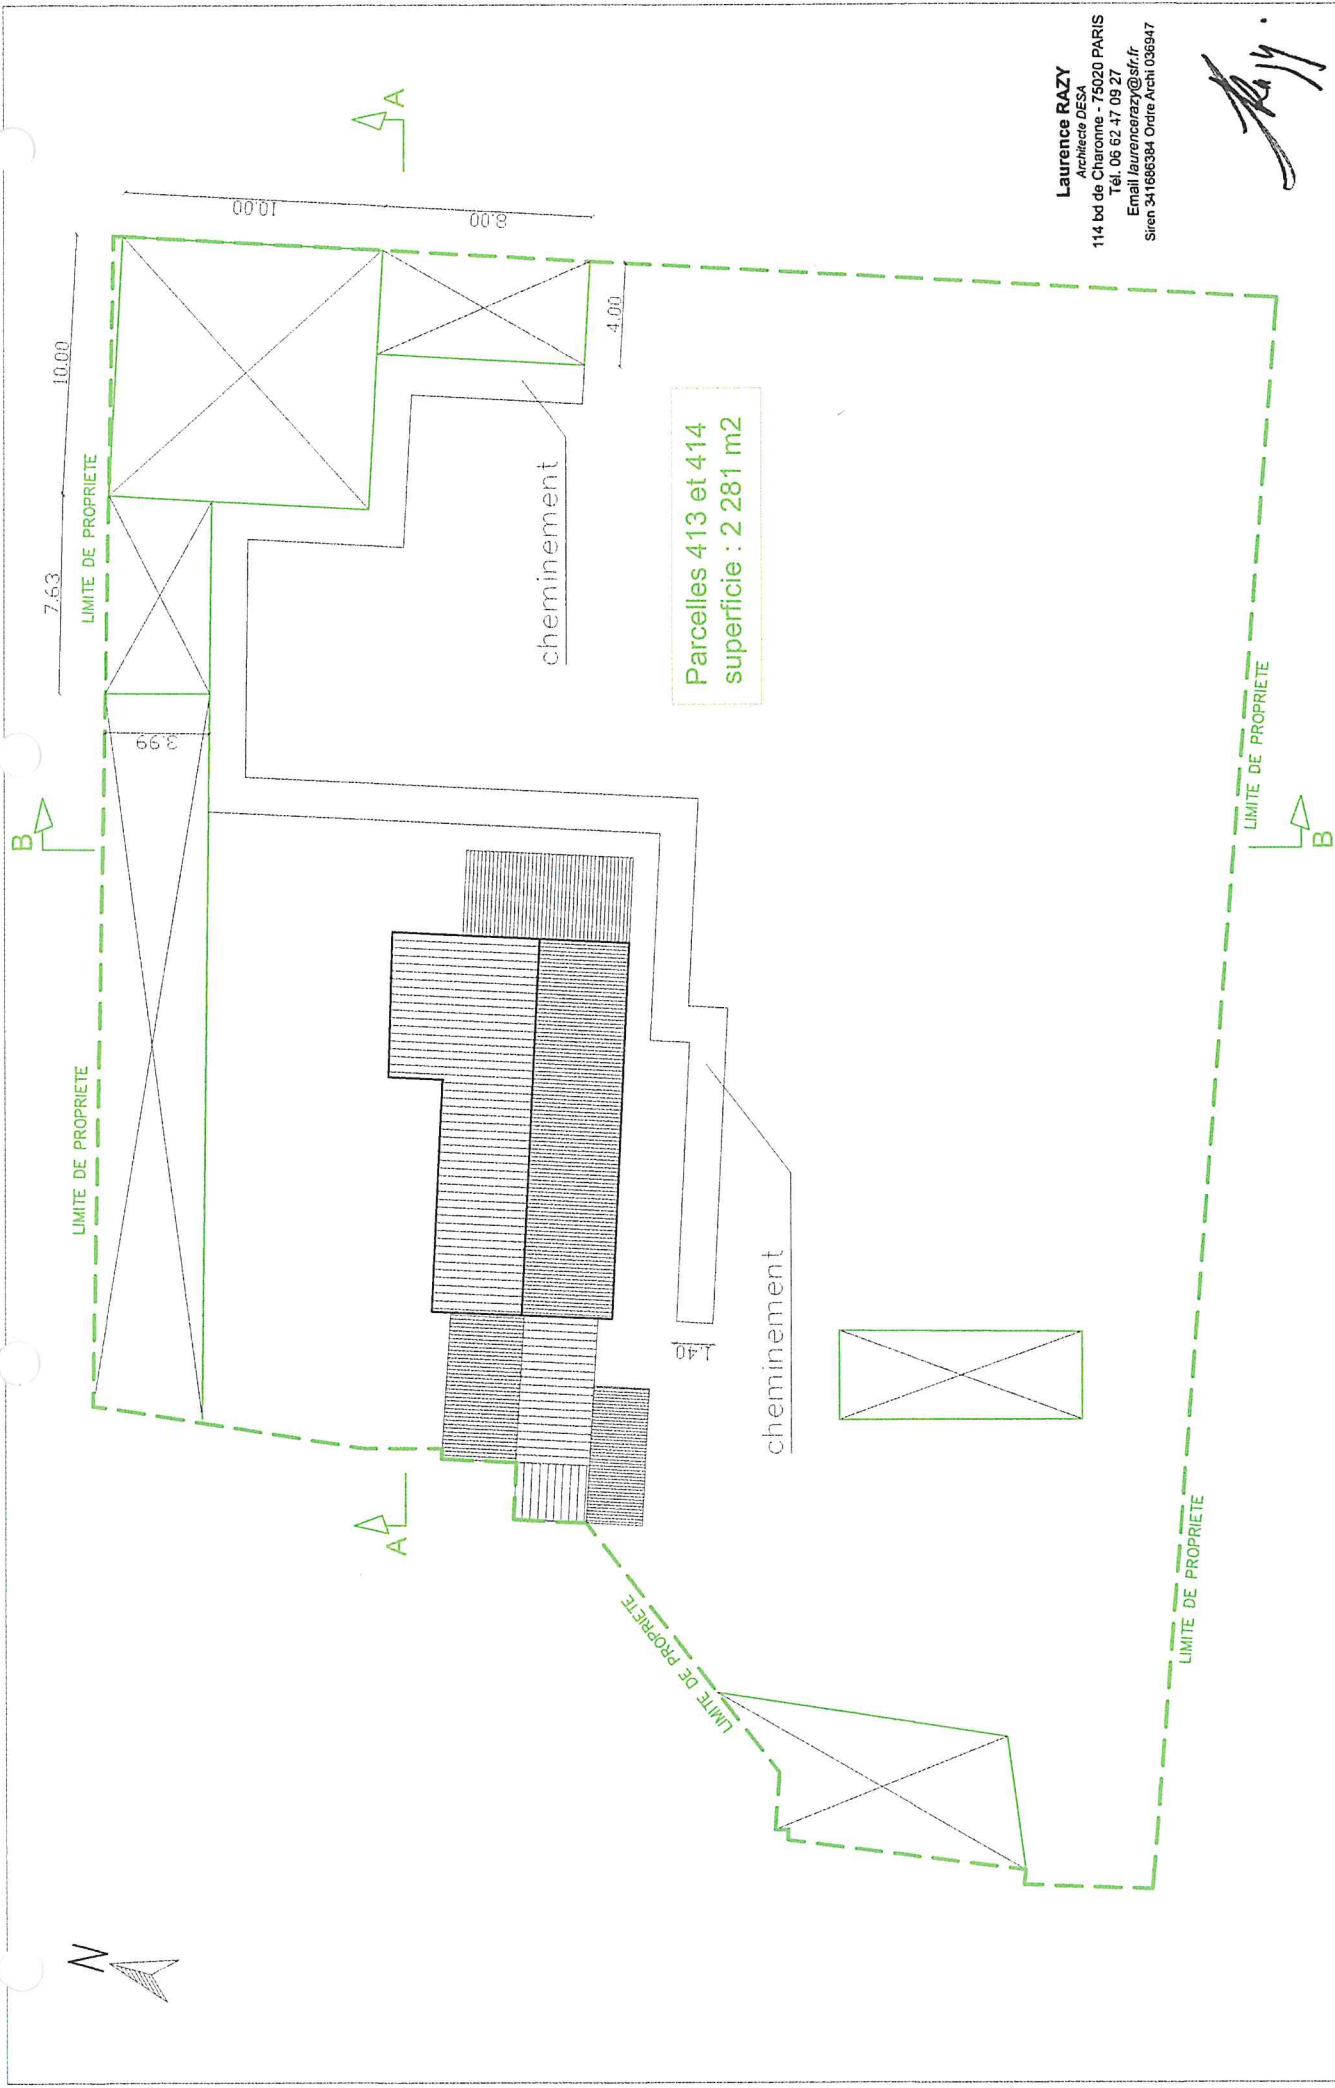 N
B
A
10.00
7.63
LIMITE DE PROPRIETE
LIMITE DE PROPRIETE
10.00
8.00
3.99
4.00
cheminement
Parcelles 413 et 414
superficie : 2 281 m2
A
1.40
cheminement
LIMITE DE PROPRIETE
LIMITE DE PROPRIETE
LIMITE DE PROPRIETE
B
Laurence RAZY
Architecte DESA
114 bd de Charonne - 75020 PARIS
Tél. 06 62 47 09 27
Email laurencerazy@sfr.fr
Siren 341686384 Ordre Archi 036947